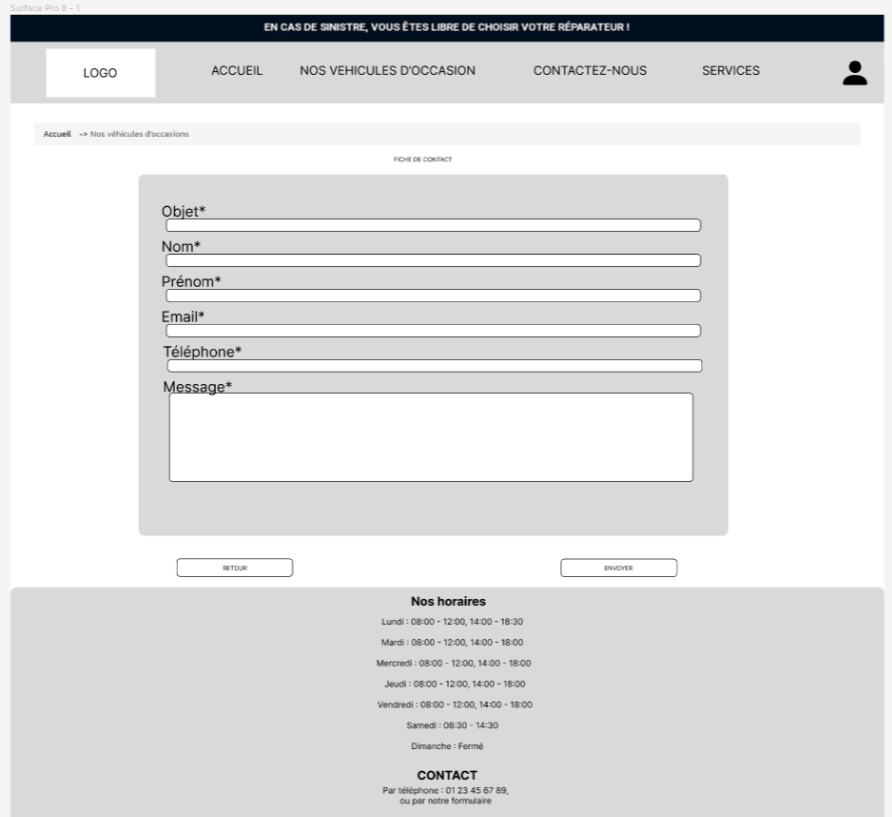 Surface Pro 8 - 1
EN CAS DE SINISTRE, VOUS ÊTES LIBRE DE CHOISIR VOTRE RÉPARATEUR !
LOGO ACCUEIL NOS VEHICULES D'OCCASION CONTACTEZ-NOUS SERVICES
Accueil -> Nos véhicules d'occasions
FICHE DE CONTACT
Objet*
Nom*
Prénom*
Email*
Téléphone*
Message*
RETOUR ENVOYER
Nos horaires
Lundi : 08:00 - 12:00, 14:00 - 18:30
Mardi : 08:00 - 12:00, 14:00 - 18:00
Mercredi : 08:00 - 12:00, 14:00 - 18:00
Jeudi : 08:00 - 12:00, 14:00 - 18:00
Vendredi : 08:00 - 12:00, 14:00 - 18:00
Samedi : 08:30 - 14:30
Dimanche : Fermé
CONTACT
Par téléphone : 01 23 45 67 89,
ou par notre formulaire